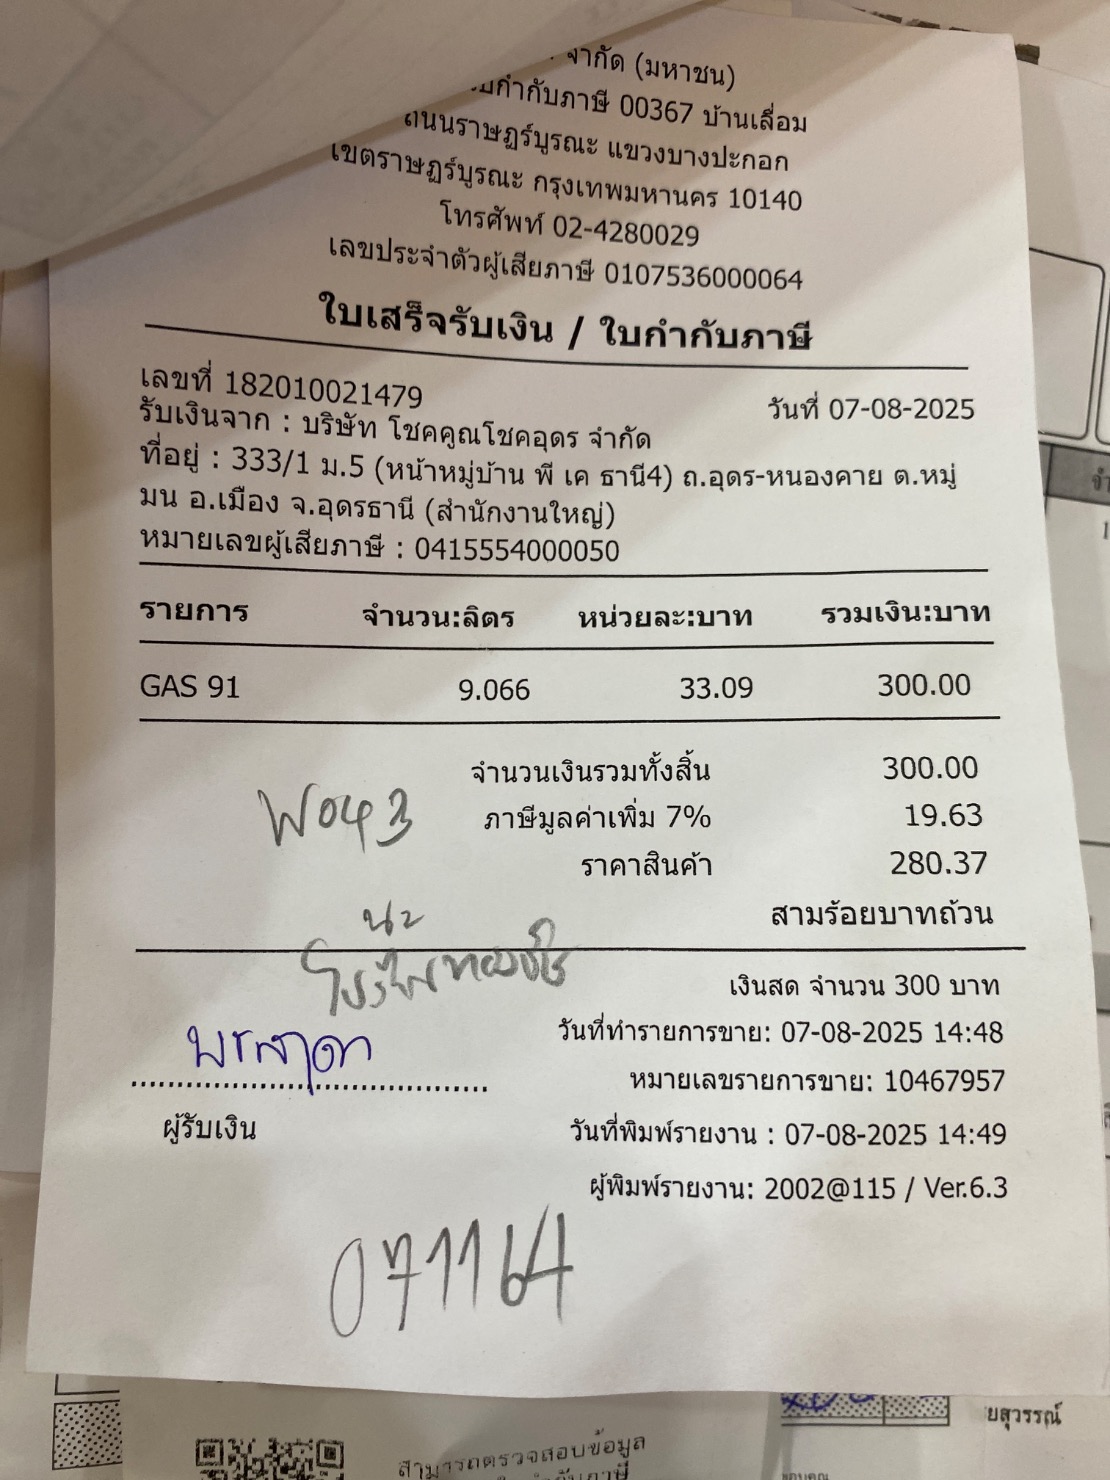 จำกัด (มหาชน)
บกำกับภาษี 00367 บ้านเลื่อม
ถนนราษฎร์บูรณะ แขวงบางปะกอก
เขตราษฎร์บูรณะ กรุงเทพมหานคร 10140
โทรศัพท์ 02-4280029
เลขประจำตัวผู้เสียภาษี 0107536000064
ใบเสร็จรับเงิน / ใบกำกับภาษี
เลขที่ 182010021479
วันที่ 07-08-2025
รับเงินจาก : บริษัท โชคคูณโชคอุดร จำกัด
ที่อยู่ : 333/1 ม.5 (หน้าหมู่บ้าน พี เค ธานี4) ถ.อุดร-หนองคาย ต.หมู่
มน อ.เมือง จ.อุดรธานี (สำนักงานใหญ่)
หมายเลขผู้เสียภาษี : 0415554000050
รายการ จำนวน:ลิตร หน่วยละ:บาท รวมเงิน:บาท
GAS 91 9.066 33.09 300.00
จำนวนเงินรวมทั้งสิ้น 300.00
ภาษีมูลค่าเพิ่ม 7% 19.63
ราคาสินค้า 280.37
สามร้อยบาทถ้วน
เงินสด จำนวน 300 บาท
วันที่ทำรายการขาย: 07-08-2025 14:48
หมายเลขรายการขาย: 10467957
ผู้รับเงิน
วันที่พิมพ์รายงาน : 07-08-2025 14:49
ผู้พิมพ์รายงาน: 2002@115 / Ver.6.3
071164
ยสุวรรณ์
สามารถตรวจสอบข้อมูล